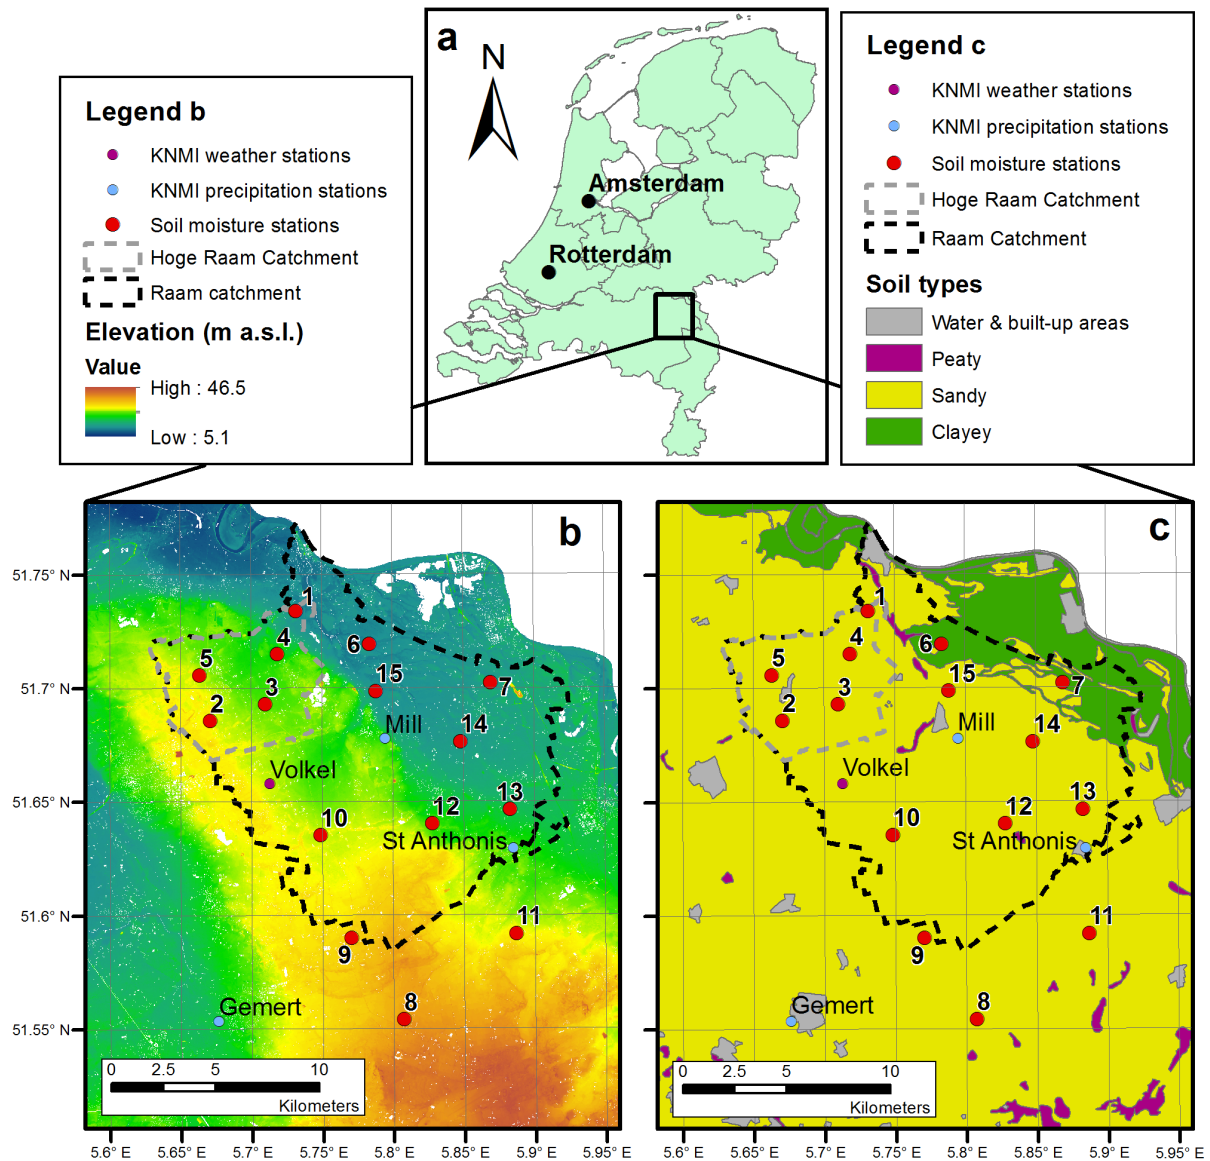 Legend b
KNMI weather stations
KNMI precipitation stations
Soil moisture stations
Hoge Raam Catchment
Raam catchment
Elevation (m a.s.l.)
Value
High : 46.5
Low : 5.1
a
N
Amsterdam
Rotterdam
Legend c
KNMI weather stations
KNMI precipitation stations
Soil moisture stations
Hoge Raam Catchment
Raam Catchment
Soil types
Water & built-up areas
Peaty
Sandy
Clayey
b
51.75° N
51.7° N
51.65° N
51.6° N
51.55° N
1
4
6
5
3
15
7
2
Mill
14
Volkel
13
10
12
St Anthonis
11
9
8
Gemert
0 2.5 5 10
Kilometers
5.6° E 5.65° E 5.7° E 5.75° E 5.8° E 5.85° E 5.9° E 5.95° E
c
1
4
6
5
3
15
7
2
Mill
14
Volkel
13
10
12
St Anthonis
11
9
8
Gemert
0 2.5 5 10
Kilometers
5.6° E 5.65° E 5.7° E 5.75° E 5.8° E 5.85° E 5.9° E 5.95° E